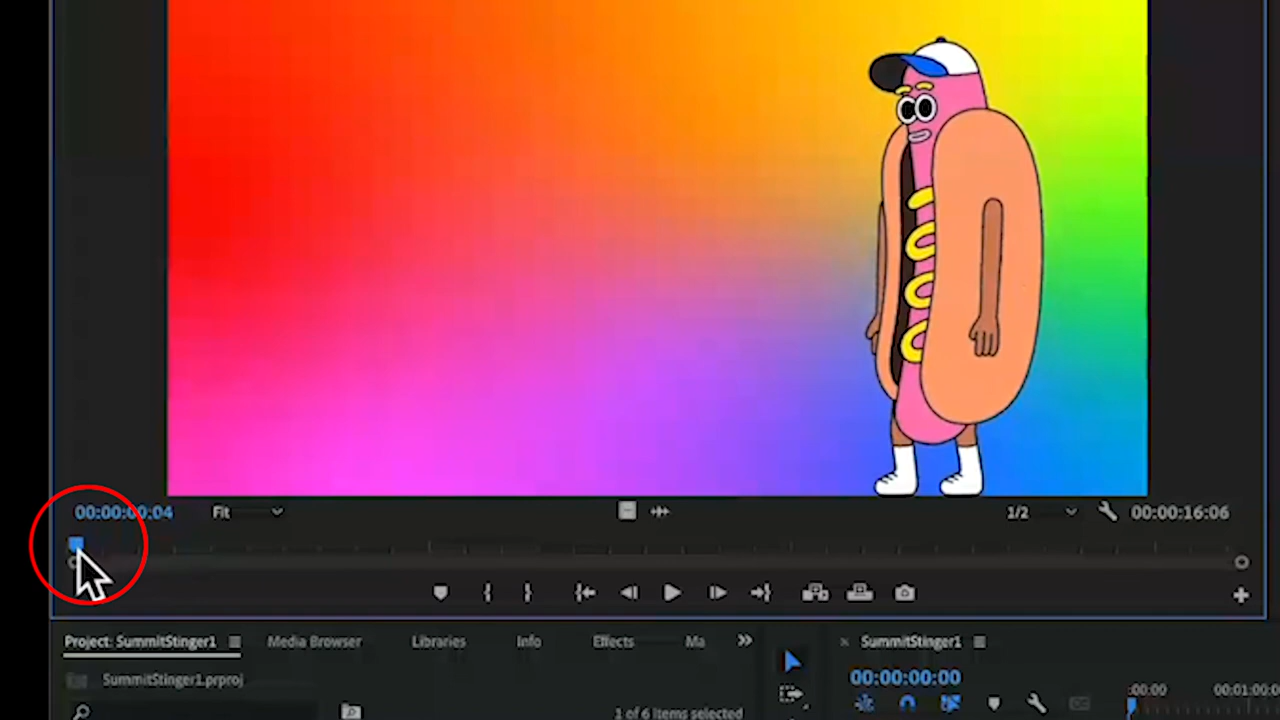 00:00:00:04 Fit 1/2 00:00:16:06
Project: SummitStinger1 Media Browser Libraries Info Effects Ma
SummitStinger1
SummitStinger1.prproj
00:00:00:00
:00:00 00:01:00:0
1 of 6 Items selected